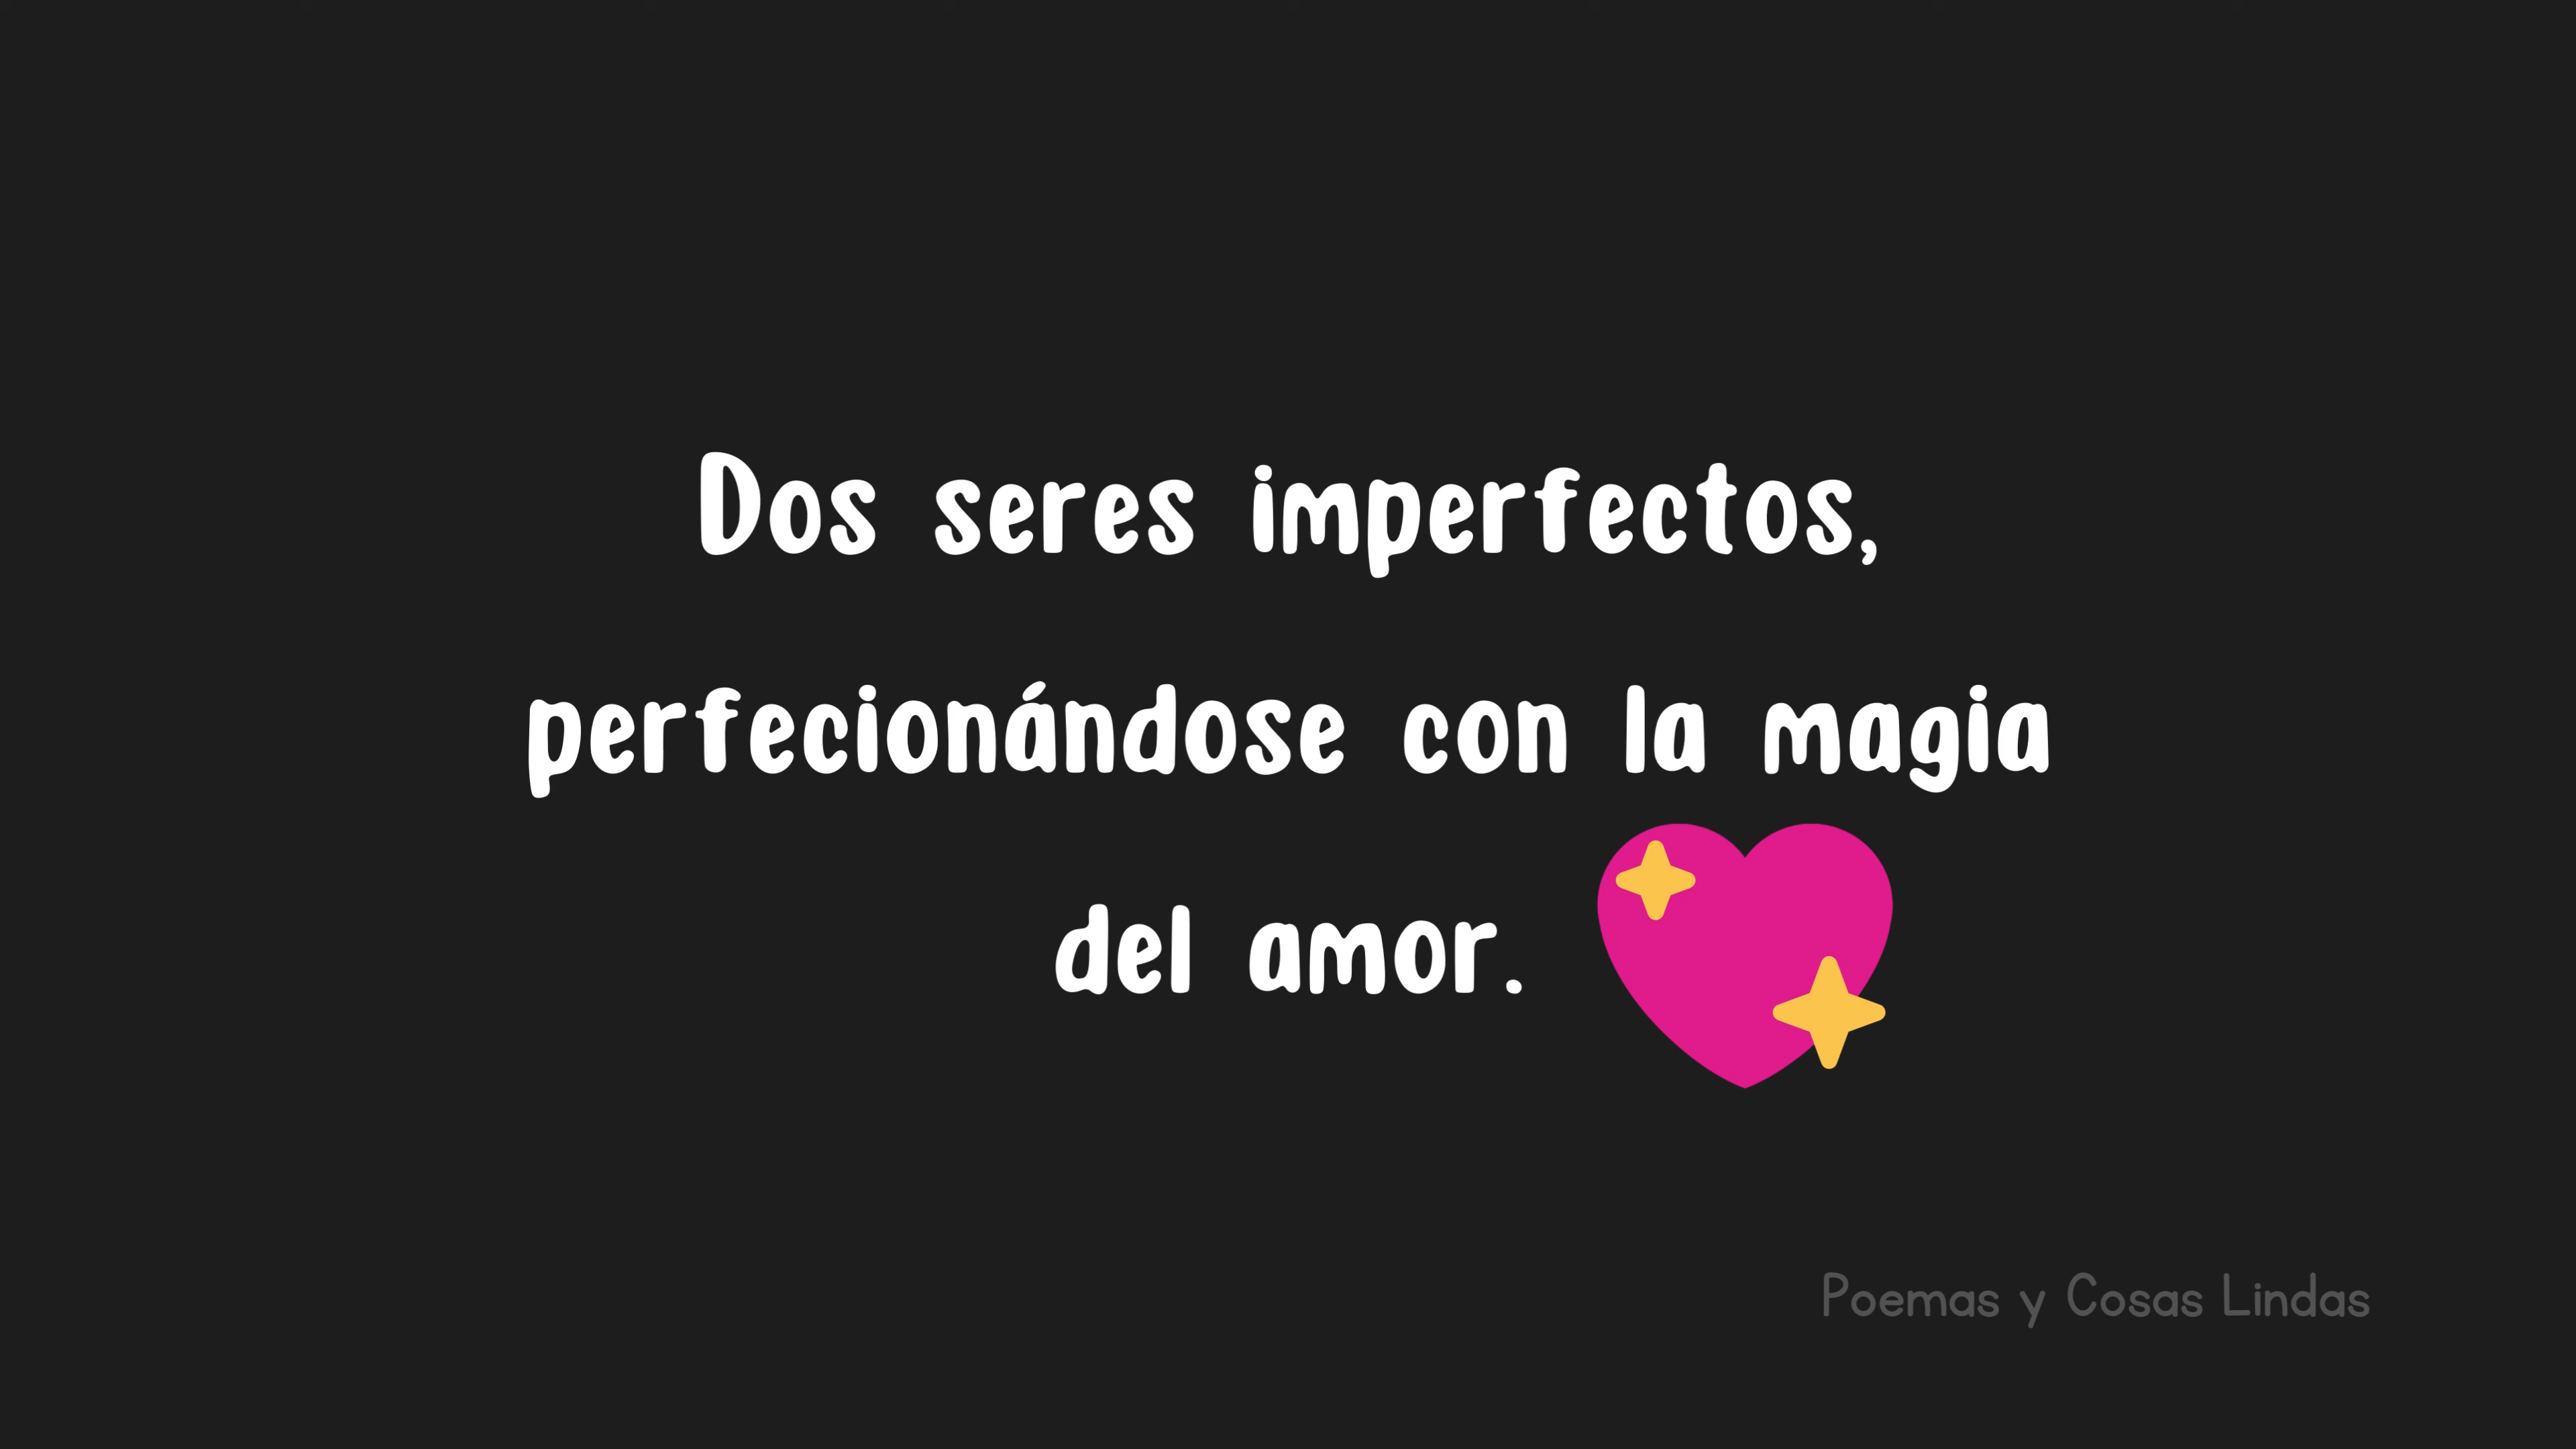 Dos seres imperfectos,
perfecionándose con la magia
del amor.
Poemas y Cosas Lindas